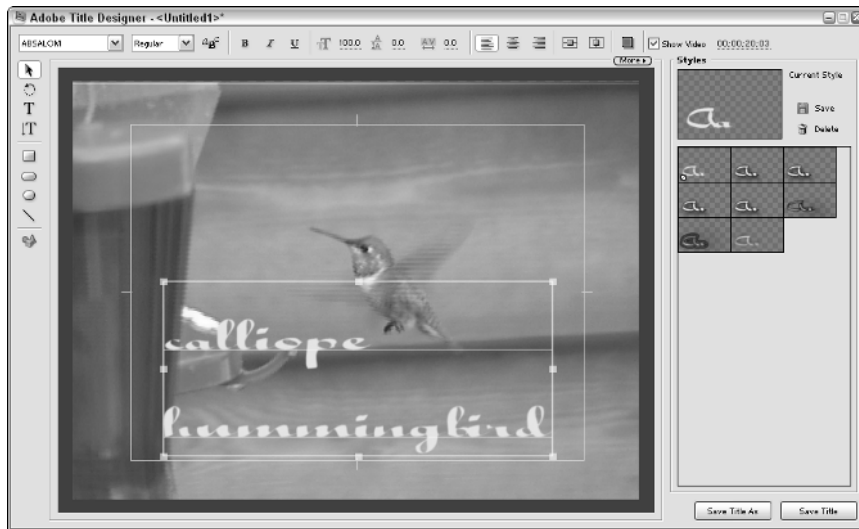 Adobe Title Designer - <Untitled1>*
ABSALOM Regular B I U 100.0 0.0 0.0 Show Video 00:00:20:03
More
Styles
Current Style
Save
Delete
T
IT
a.
a. a. a.
a. a. a.
a. a.
calliope
hummingbird
Save Title As Save Title